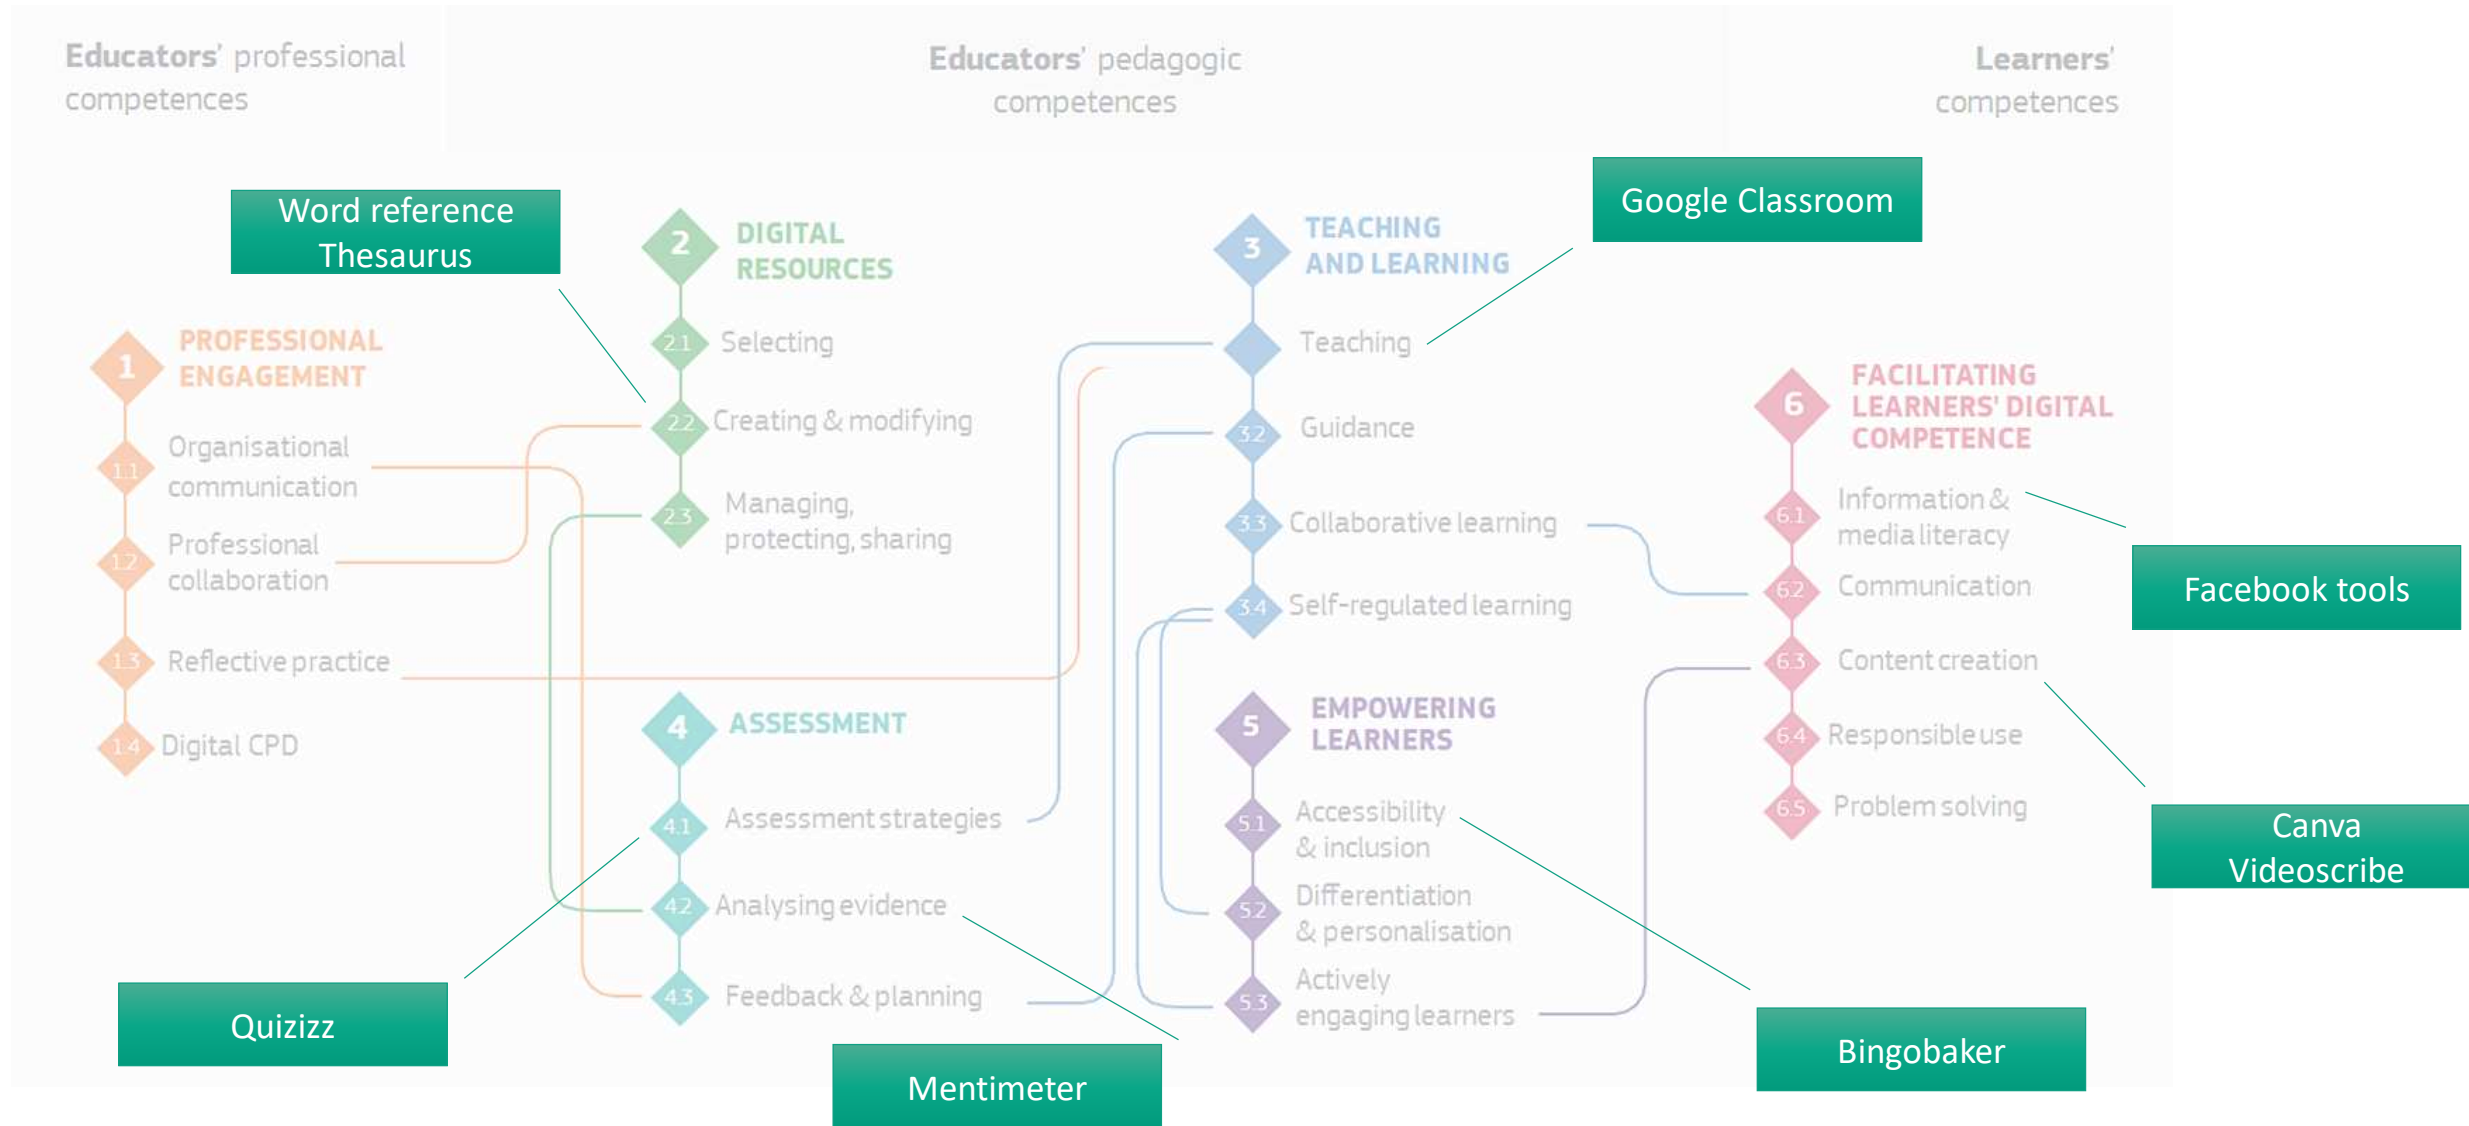 Educators' professional
competences
Educators' pedagogic
competences
Learners'
competences
Word reference
Thesaurus
Google Classroom
1
PROFESSIONAL
ENGAGEMENT
1.1
Organisational
communication
1.2
Professional
collaboration
1.3
Reflective practice
1.4
Digital CPD
2
DIGITAL
RESOURCES
2.1
Selecting
2.2
Creating & modifying
2.3
Managing,
protecting, sharing
3
TEACHING
AND LEARNING
Teaching
3.2
Guidance
3.3
Collaborative learning
3.4
Self-regulated learning
4
ASSESSMENT
4.1
Assessment strategies
4.2
Analysing evidence
4.3
Feedback & planning
5
EMPOWERING
LEARNERS
5.1
Accessibility
& inclusion
5.2
Differentiation
& personalisation
5.3
Actively
engaging learners
6
FACILITATING
LEARNERS' DIGITAL
COMPETENCE
6.1
Information &
media literacy
6.2
Communication
6.3
Content creation
6.4
Responsible use
6.5
Problem solving
Facebook tools
Canva
Videoscribe
Quizizz
Mentimeter
Bingobaker